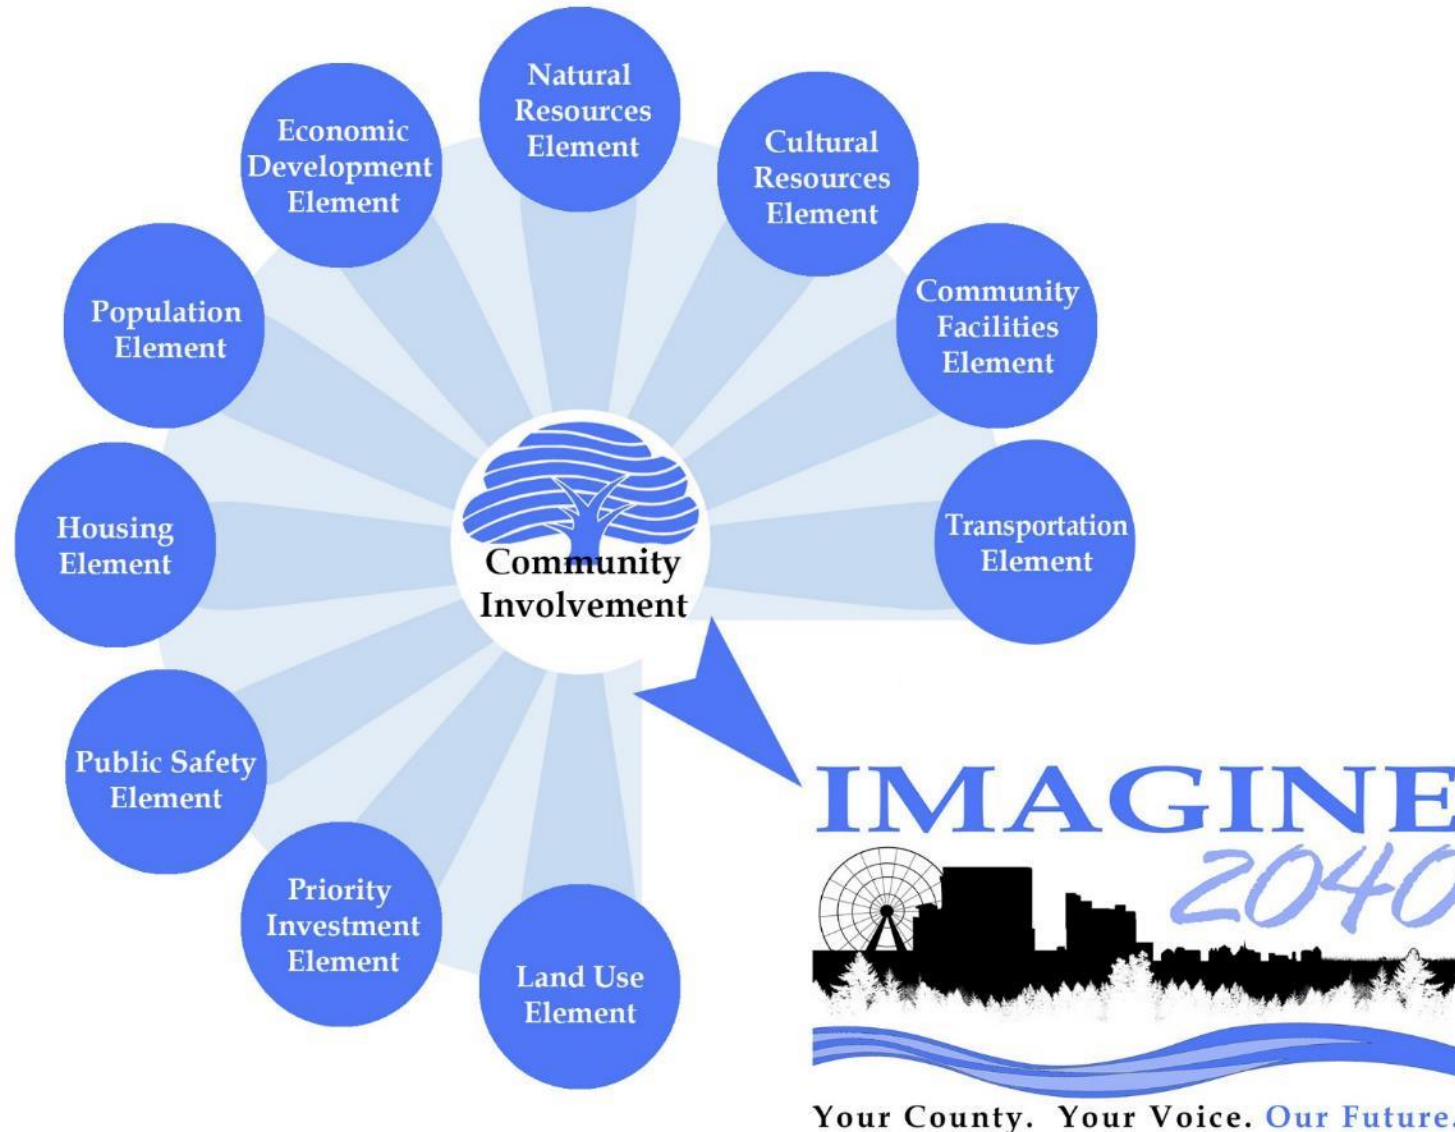 Natural
Resources
Element
Economic
Development
Element
Cultural
Resources
Element
Population
Element
Community
Facilities
Element
Housing
Element
Community
Involvement
Transportation
Element
Public Safety
Element
Priority
Investment
Element
Land Use
Element
IMAGINE
2040
Your County. Your Voice. Our Future.